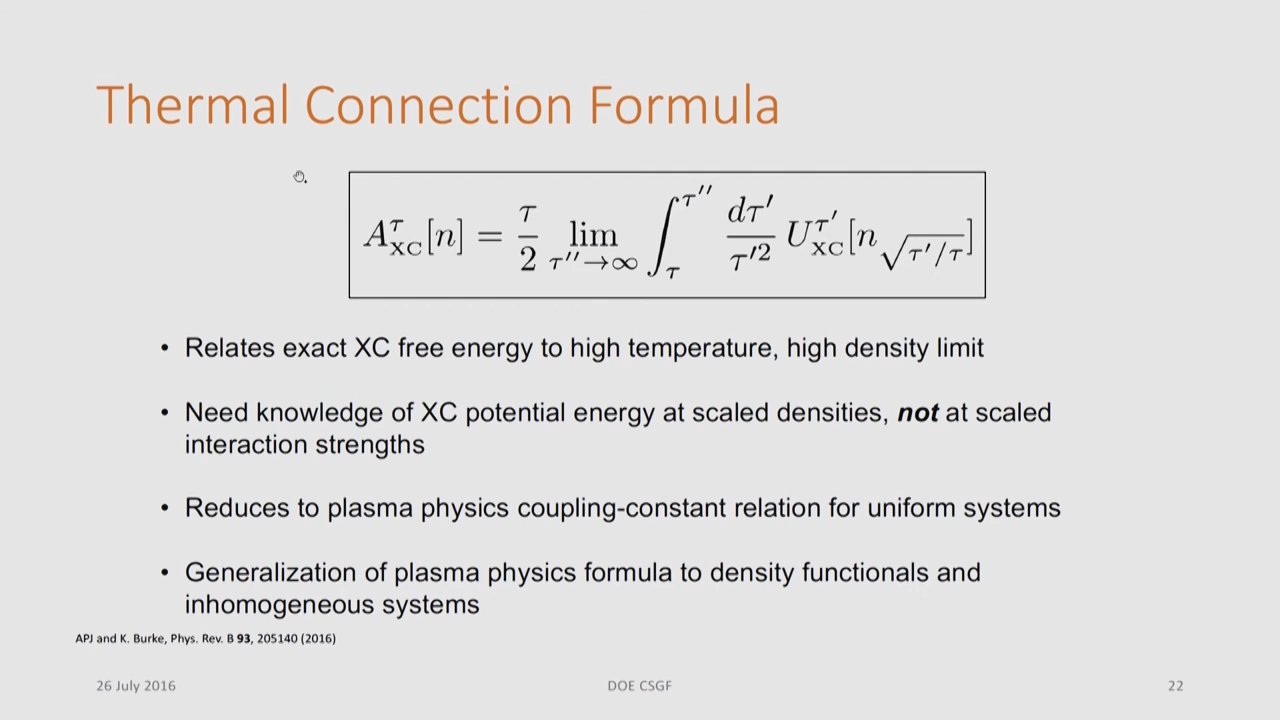 Thermal Connection Formula
A^τ_XC[n] = τ/2 lim_{τ''→∞} ∫_τ^{τ''} dτ'/τ'^2 U^{τ'}_XC[n_{√(τ'/τ)}]
• Relates exact XC free energy to high temperature, high density limit
• Need knowledge of XC potential energy at scaled densities, not at scaled
interaction strengths
• Reduces to plasma physics coupling-constant relation for uniform systems
• Generalization of plasma physics formula to density functionals and
inhomogeneous systems
APJ and K. Burke, Phys. Rev. B 93, 205140 (2016)
26 July 2016 DOE CSGF 22